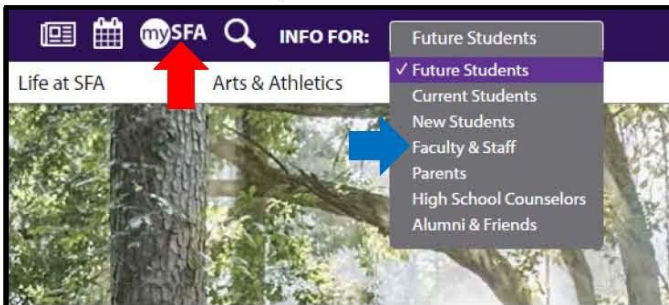 mySFA INFO FOR: Future Students
Life at SFA Arts & Athletics
✓ Future Students
Current Students
New Students
Faculty & Staff
Parents
High School Counselors
Alumni & Friends